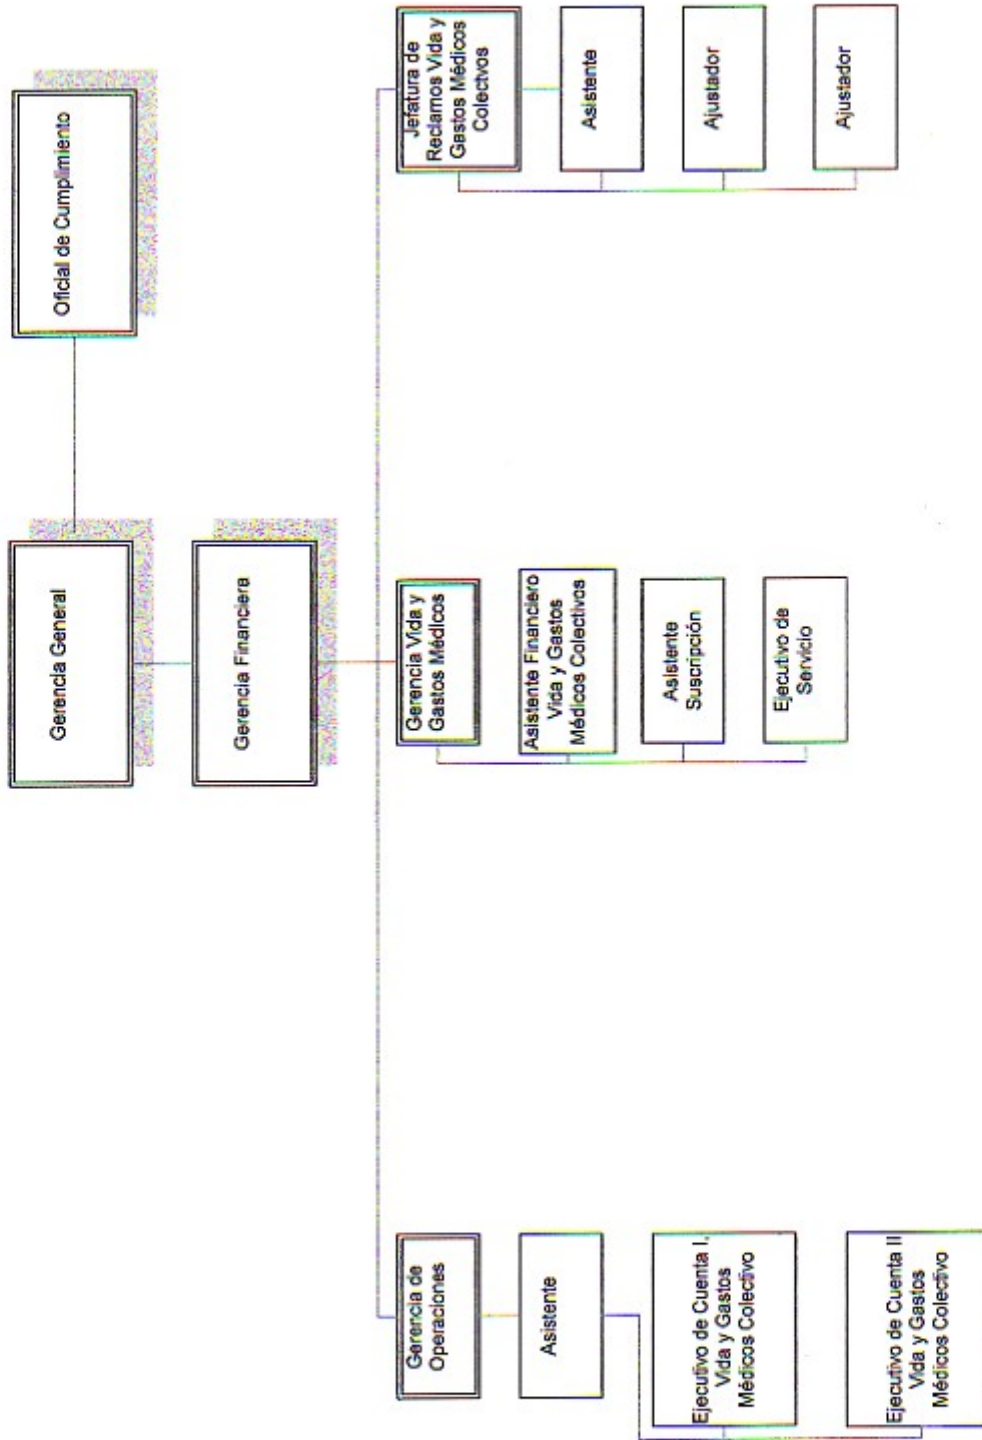 Gerencia General
Oficial de Cumplimiento
Gerencia Financiera
Gerencia de
Operaciones
Asistente
Ejecutivo de Cuenta I.
Vida y Gastos
Médicos Colectivo
Ejecutivo de Cuenta II
Vida y Gastos
Médicos Colectivo
Gerencia Vida y
Gastos Médicos
Asistente Financiero
Vida y Gastos
Médicos Colectivos
Asistente
Suscripción
Ejecutivo de
Servicio
Jefatura de
Reclamos Vida y
Gastos Médicos
Colectvos
Asistente
Ajustador
Ajustador